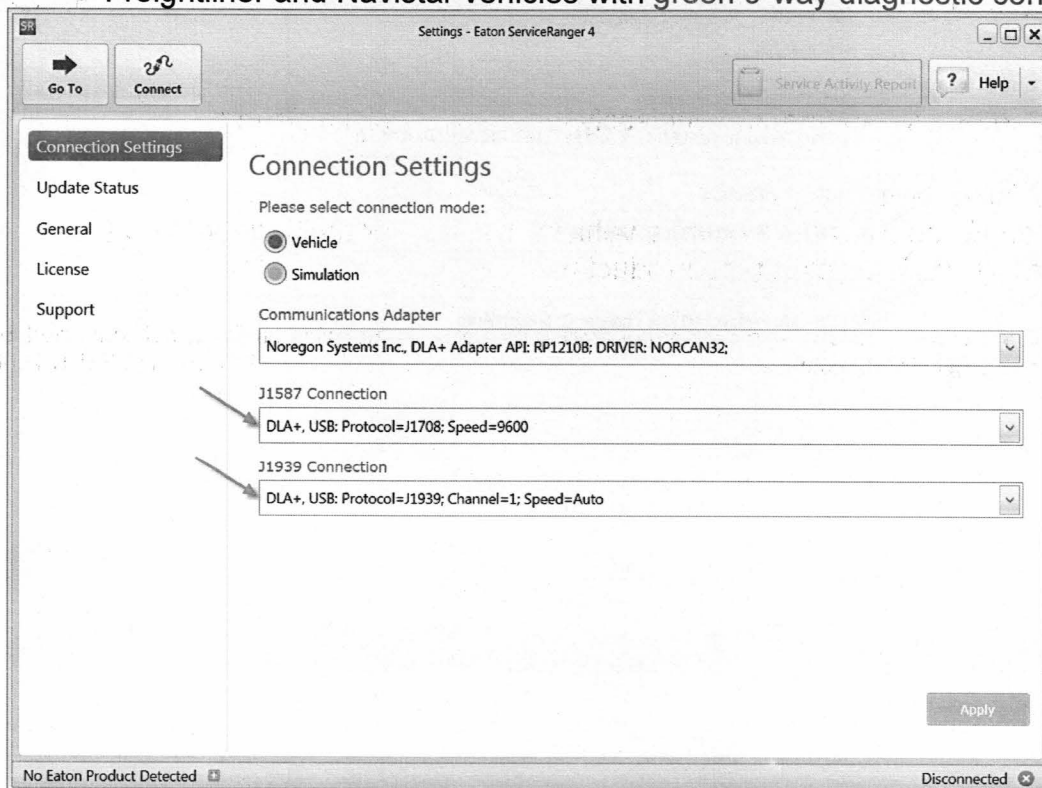 Freightliner and Navistar vehicles with green 9-way diagnostic
SR
Settings - Eaton ServiceRanger 4
Go To
Connect
Service Activity Report
? Help
Connection Settings
Update Status
General
License
Support
Connection Settings
Please select connection mode:
Vehicle
Simulation
Communications Adapter
Noregon Systems Inc., DLA+ Adapter API: RP1210B; DRIVER: NORCAN32;
J1587 Connection
DLA+, USB: Protocol=J1708; Speed=9600
J1939 Connection
DLA+, USB: Protocol=J1939; Channel=1; Speed=Auto
Apply
No Eaton Product Detected
Disconnected